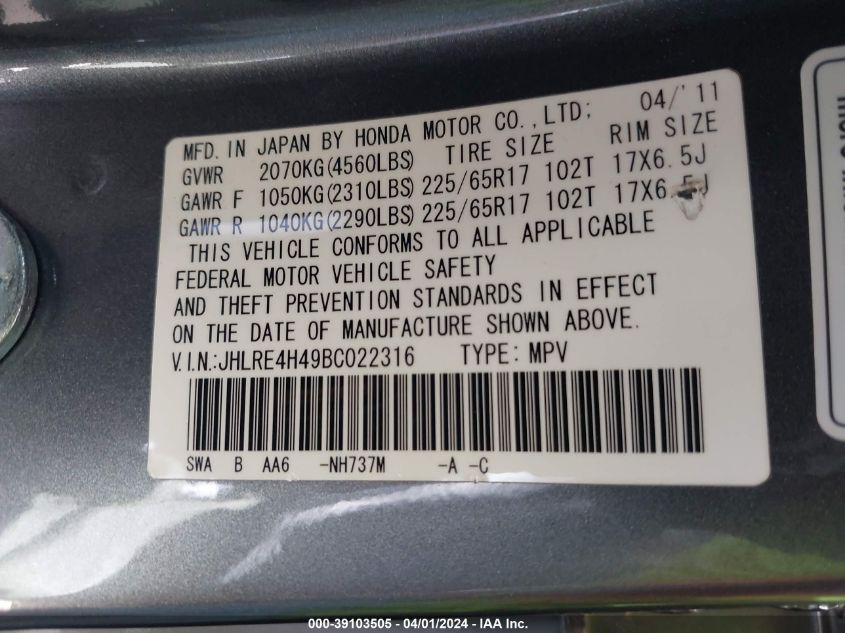 MFD. IN JAPAN BY HONDA MOTOR CO., LTD; 04/'11
GVWR 2070KG(4560LBS) TIRE SIZE RIM SIZE
GAWR F 1050KG(2310LBS) 225/65R17 102T 17X6.5J
GAWR R 1040KG(2290LBS) 225/65R17 102T 17X6.5J
THIS VEHICLE CONFORMS TO ALL APPLICABLE
FEDERAL MOTOR VEHICLE SAFETY
AND THEFT PREVENTION STANDARDS IN EFFECT
ON THE DATE OF MANUFACTURE SHOWN ABOVE.
V.I.N.:JHLRE4H49BC022316 TYPE: MPV
SWA B AA6 -NH737M -A -C
000-39103505 - 04/01/2024 - IAA Inc.